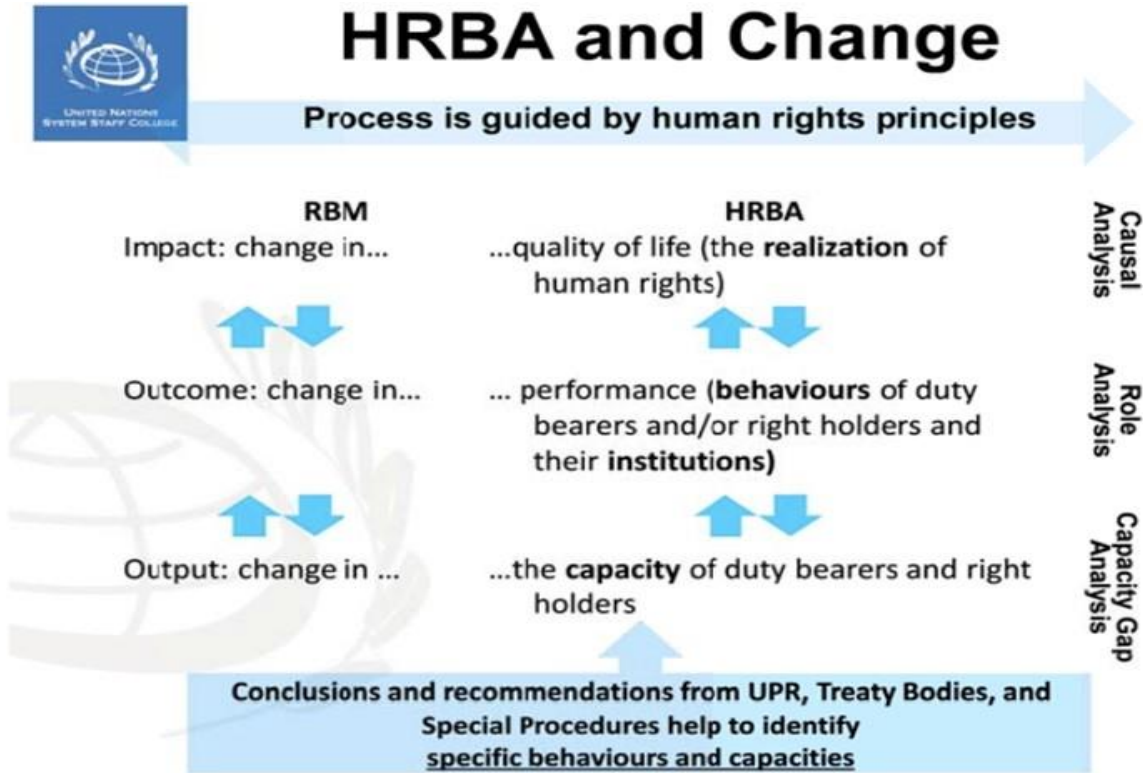 HRBA and Change
UNITED NATIONS
SYSTEM STAFF COLLEGE
Process is guided by human rights principles
RBM
HRBA
Impact: change in...
...quality of life (the realization of
human rights)
Causal
Analysis
Outcome: change in...
... performance (behaviours of duty
bearers and/or right holders and
their institutions)
Role
Analysis
Output: change in ...
...the capacity of duty bearers and right
holders
Capacity Gap
Analysis
Conclusions and recommendations from UPR, Treaty Bodies, and
Special Procedures help to identify
specific behaviours and capacities